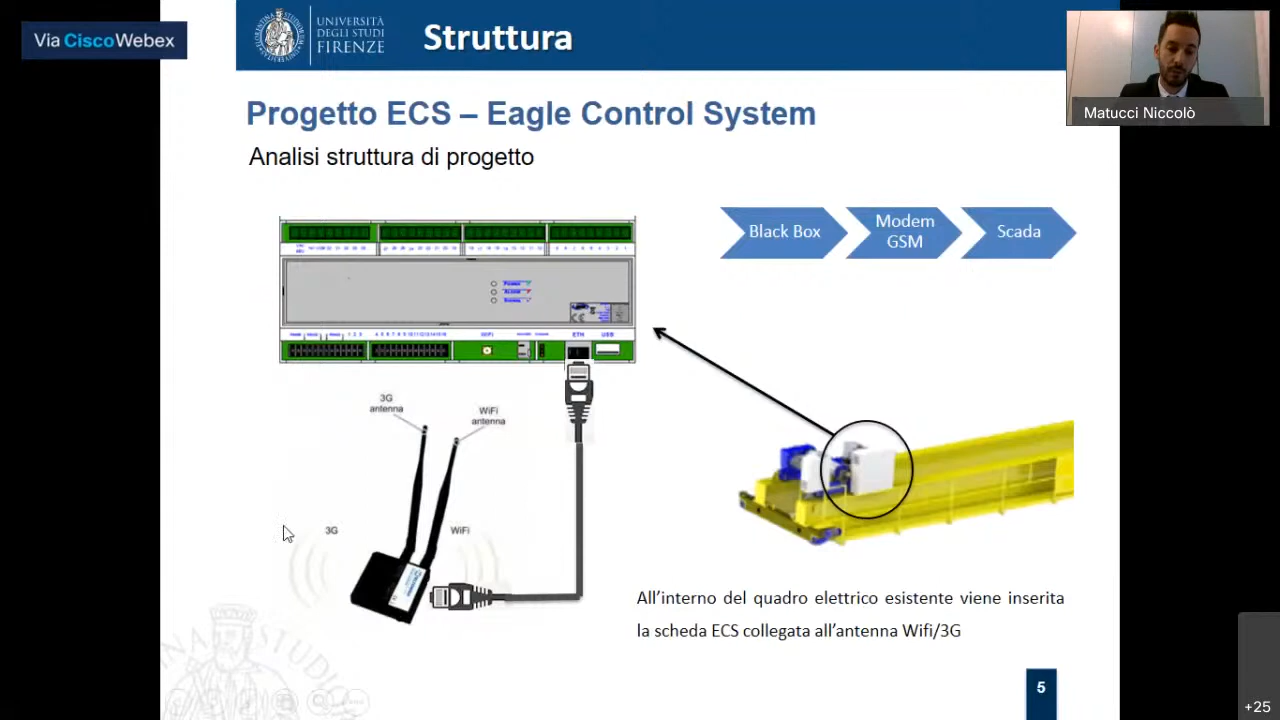 Via CiscoWebex
UNIVERSITÀ
DEGLI STUDI
FIRENZE
Struttura
Matucci Niccolò
Progetto ECS – Eagle Control System
Analisi struttura di progetto
Black Box
Modem
GSM
Scada
WiFi
ETH
USB
3G
antenna
WiFi
antenna
3G
WiFi
All’interno del quadro elettrico esistente viene inserita
la scheda ECS collegata all’antenna Wifi/3G
5
+25